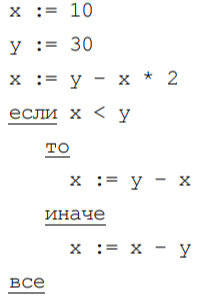 x := 10
y := 30
x := y – x * 2
если x < y
то
x := y – x
иначе
x := x – y
все